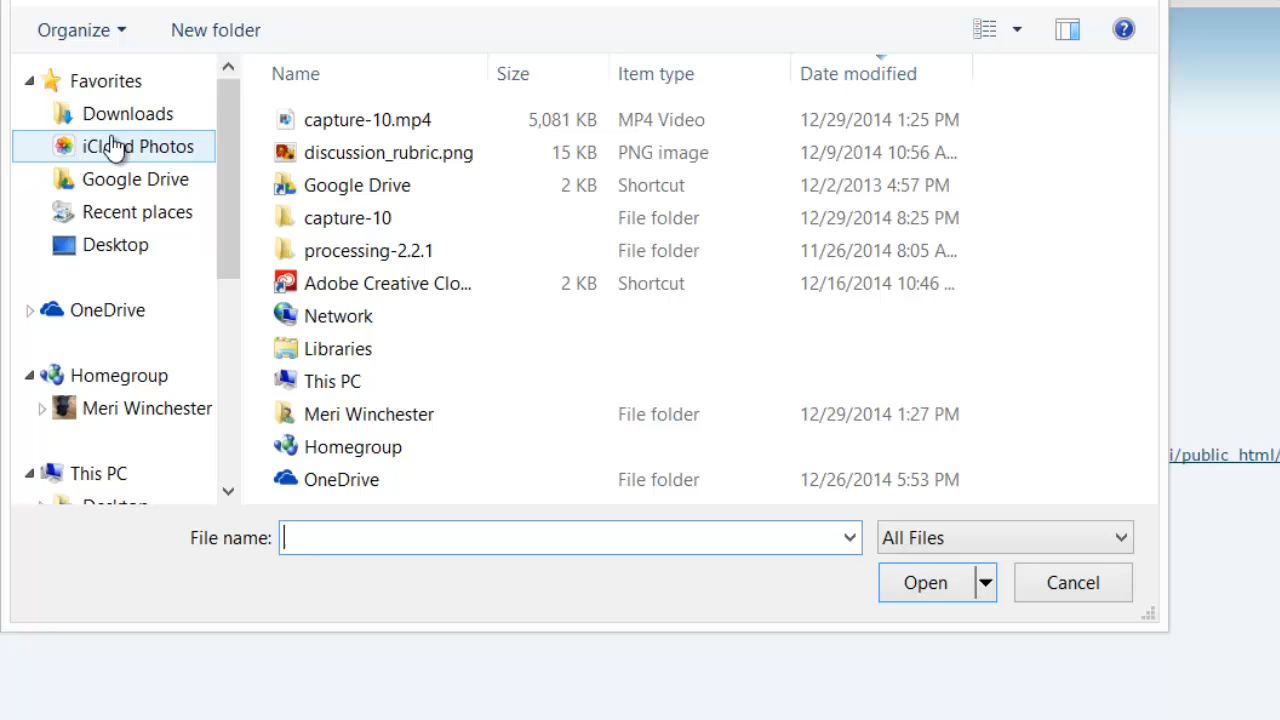 Organize New folder
Name Size Item type Date modified
Favorites
Downloads
iCloud Photos
Google Drive
Recent places
Desktop
OneDrive
Homegroup
Meri Winchester
This PC
Desktop
capture-10.mp4 5,081 KB MP4 Video 12/29/2014 1:25 PM
discussion_rubric.png 15 KB PNG image 12/9/2014 10:56 A...
Google Drive 2 KB Shortcut 12/2/2013 4:57 PM
capture-10 File folder 12/29/2014 8:25 PM
processing-2.2.1 File folder 11/26/2014 8:05 A...
Adobe Creative Clo... 2 KB Shortcut 12/16/2014 10:46 ...
Network
Libraries
This PC
Meri Winchester File folder 12/29/2014 1:27 PM
Homegroup
OneDrive File folder 12/26/2014 5:53 PM
i/public_html/
File name: All Files
Open Cancel